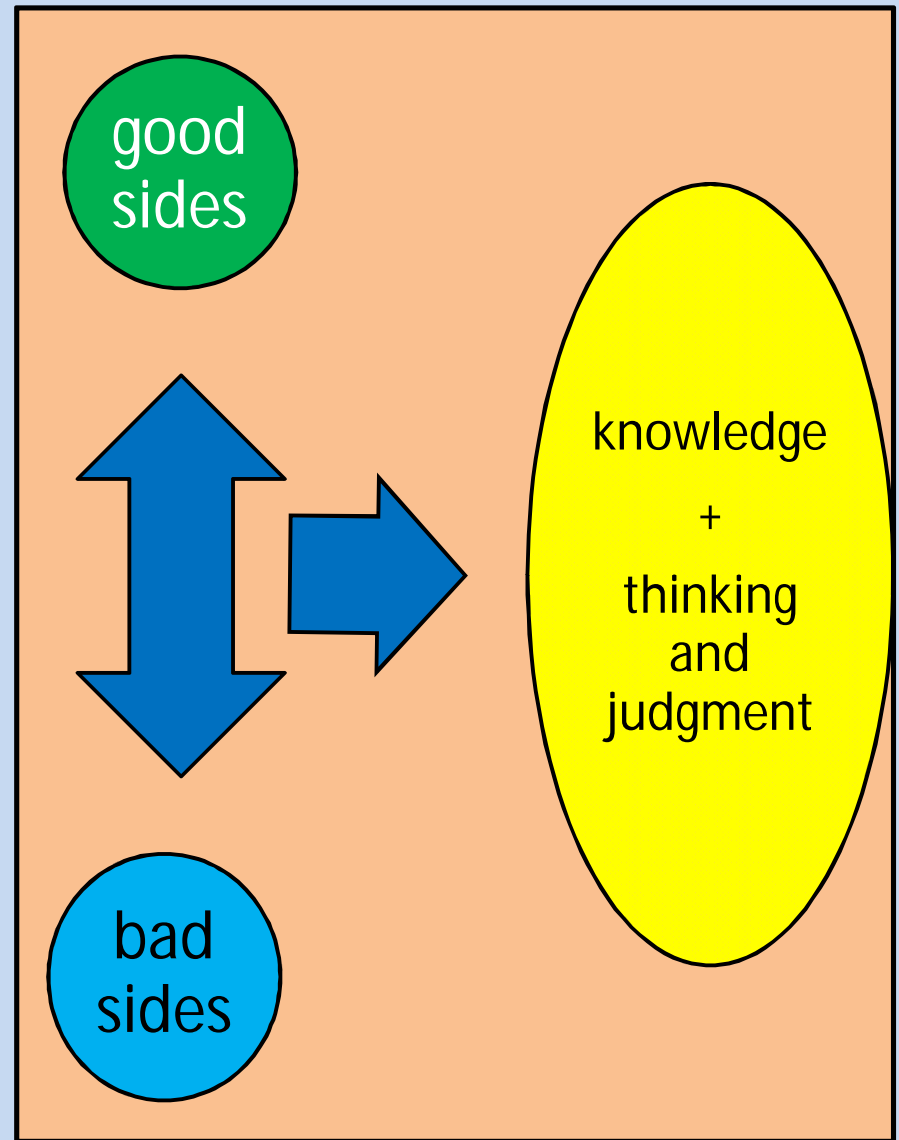 good
sides
knowledge
+
thinking
and
judgment
bad
sides